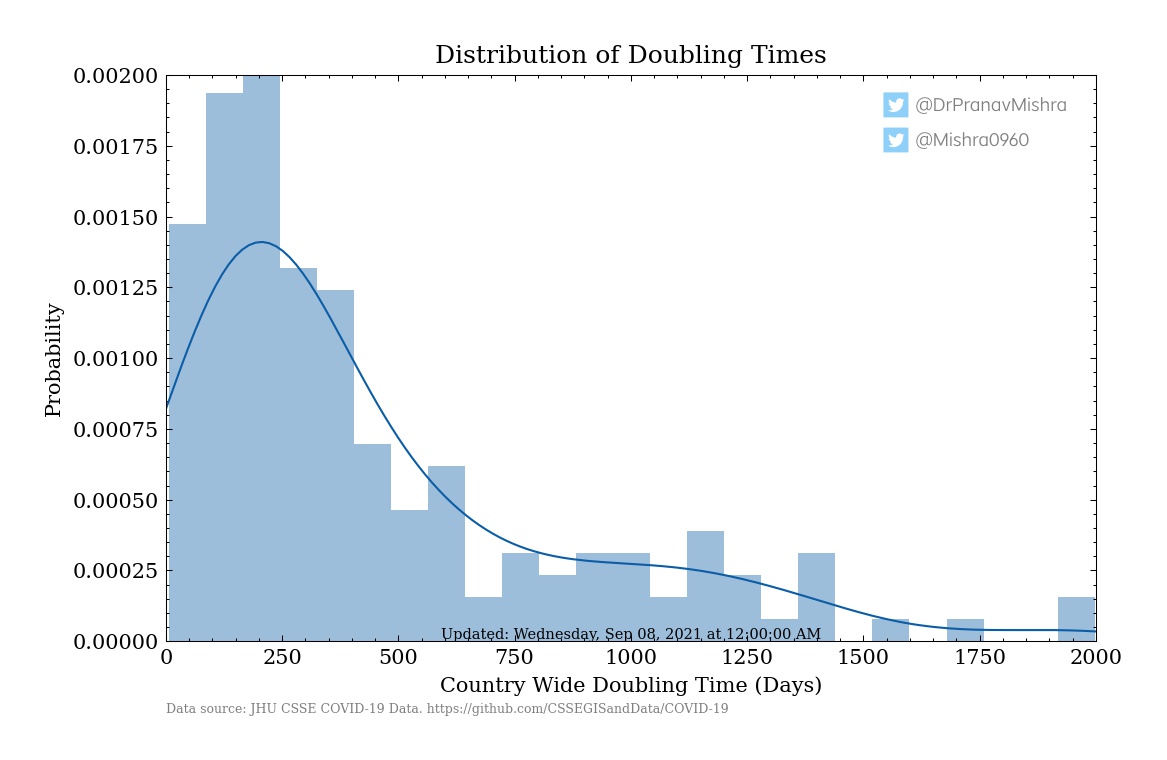 Distribution of Doubling Times
@DrPranavMishra
@Mishra0960
0.00200
0.00175
0.00150
0.00125
0.00100
0.00075
0.00050
0.00025
0.00000
Probability
Updated: Wednesday, Sep 08, 2021 at 12:00:00 AM
0 250 500 750 1000 1250 1500 1750 2000
Country Wide Doubling Time (Days)
Data source: JHU CSSE COVID-19 Data. https://github.com/CSSEGISandData/COVID-19